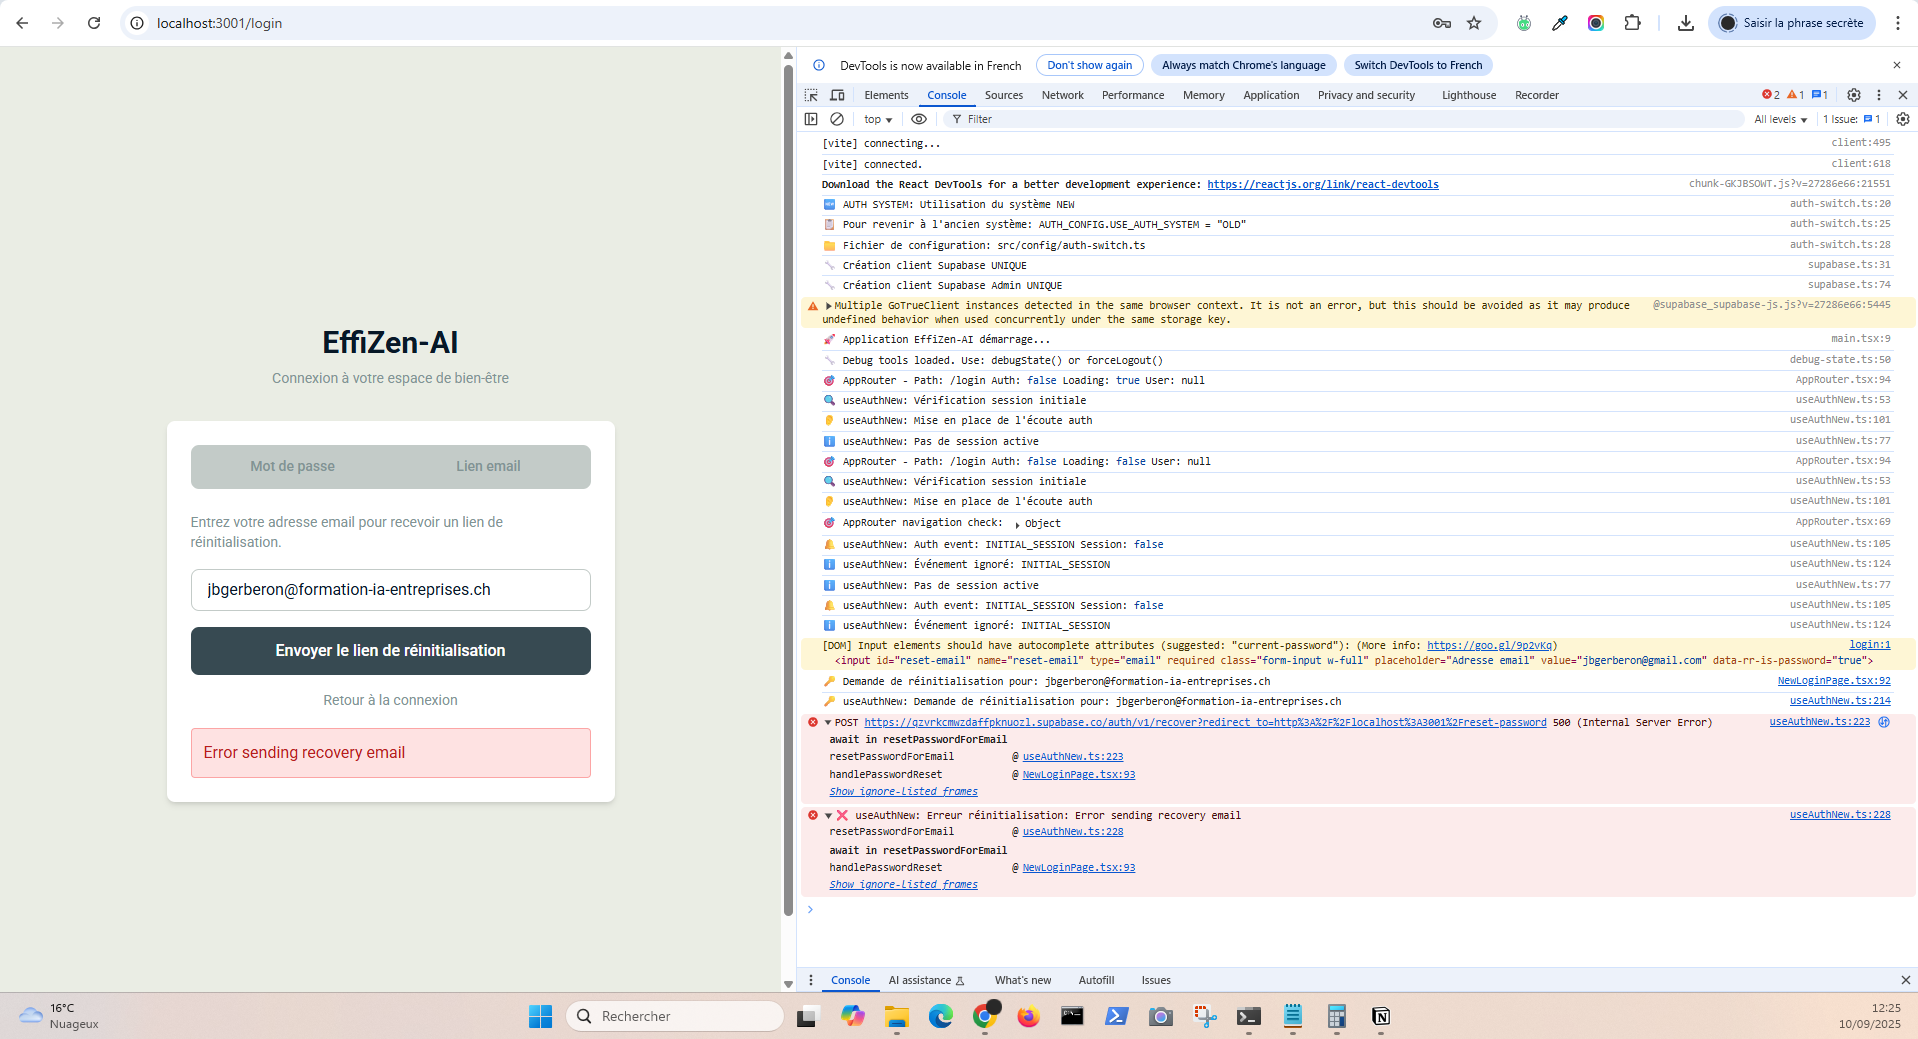 localhost:3001/login
Saisir la phrase secrète
EffiZen-AI
Connexion à votre espace de bien-être
Mot de passe
Lien email
Entrez votre adresse email pour recevoir un lien de
réinitialisation.
jbgerberon@formation-ia-entreprises.ch
Envoyer le lien de réinitialisation
Retour à la connexion
Error sending recovery email
DevTools is now available in French
Don't show again
Always match Chrome's language
Switch DevTools to French
Elements Console Sources Network Performance Memory Application Privacy and security Lighthouse Recorder
2 1 1
top
Filter
All levels
1 Issue: 1
[vite] connecting... client:495
[vite] connected. client:618
Download the React DevTools for a better development experience: https://reactjs.org/link/react-devtools chunk-GKJBSOWT.js?v=27286e66:21551
AUTH SYSTEM: Utilisation du système NEW auth-switch.ts:20
Pour revenir à l'ancien système: AUTH_CONFIG.USE_AUTH_SYSTEM = "OLD" auth-switch.ts:25
Fichier de configuration: src/config/auth-switch.ts auth-switch.ts:28
Création client Supabase UNIQUE supabase.ts:31
Création client Supabase Admin UNIQUE supabase.ts:74
Multiple GoTrueClient instances detected in the same browser context. It is not an error, but this should be avoided as it may produce @supabase_supabase-js.js?v=27286e66:5445
undefined behavior when used concurrently under the same storage key.
Application EffiZen-AI démarrage... main.tsx:9
Debug tools loaded. Use: debugState() or forceLogout() debug-state.ts:50
AppRouter - Path: /login Auth: false Loading: true User: null AppRouter.tsx:94
useAuthNew: Vérification session initiale useAuthNew.ts:53
useAuthNew: Mise en place de l'écoute auth useAuthNew.ts:101
useAuthNew: Pas de session active useAuthNew.ts:77
AppRouter - Path: /login Auth: false Loading: false User: null AppRouter.tsx:94
useAuthNew: Vérification session initiale useAuthNew.ts:53
useAuthNew: Mise en place de l'écoute auth useAuthNew.ts:101
AppRouter navigation check: Object AppRouter.tsx:69
useAuthNew: Auth event: INITIAL_SESSION Session: false useAuthNew.ts:105
useAuthNew: Événement ignoré: INITIAL_SESSION useAuthNew.ts:124
useAuthNew: Pas de session active useAuthNew.ts:77
useAuthNew: Auth event: INITIAL_SESSION Session: false useAuthNew.ts:105
useAuthNew: Événement ignoré: INITIAL_SESSION useAuthNew.ts:124
[DOM] Input elements should have autocomplete attributes (suggested: "current-password"): (More info: https://goo.gl/9p2vKq) login:1
<input id="reset-email" name="reset-email" type="email" required class="form-input w-full" placeholder="Adresse email" value="jbgerberon@gmail.com" data-rr-is-password="true">
Demande de réinitialisation pour: jbgerberon@formation-ia-entreprises.ch NewLoginPage.tsx:92
useAuthNew: Demande de réinitialisation pour: jbgerberon@formation-ia-entreprises.ch useAuthNew.ts:214
POST https://qzvrkcmwzdaffpknuozl.supabase.co/auth/v1/recover?redirect_to=http%3A%2F%2Flocalhost%3A3001%2Freset-password 500 (Internal Server Error) useAuthNew.ts:223
await in resetPasswordForEmail
resetPasswordForEmail @ useAuthNew.ts:223
handlePasswordReset @ NewLoginPage.tsx:93
Show ignore-listed frames
useAuthNew: Erreur réinitialisation: Error sending recovery email useAuthNew.ts:228
resetPasswordForEmail @ useAuthNew.ts:228
await in resetPasswordForEmail
handlePasswordReset @ NewLoginPage.tsx:93
Show ignore-listed frames
Console AI assistance What's new Autofill Issues
16°C
Nuageux
Rechercher
12:25
10/09/2025